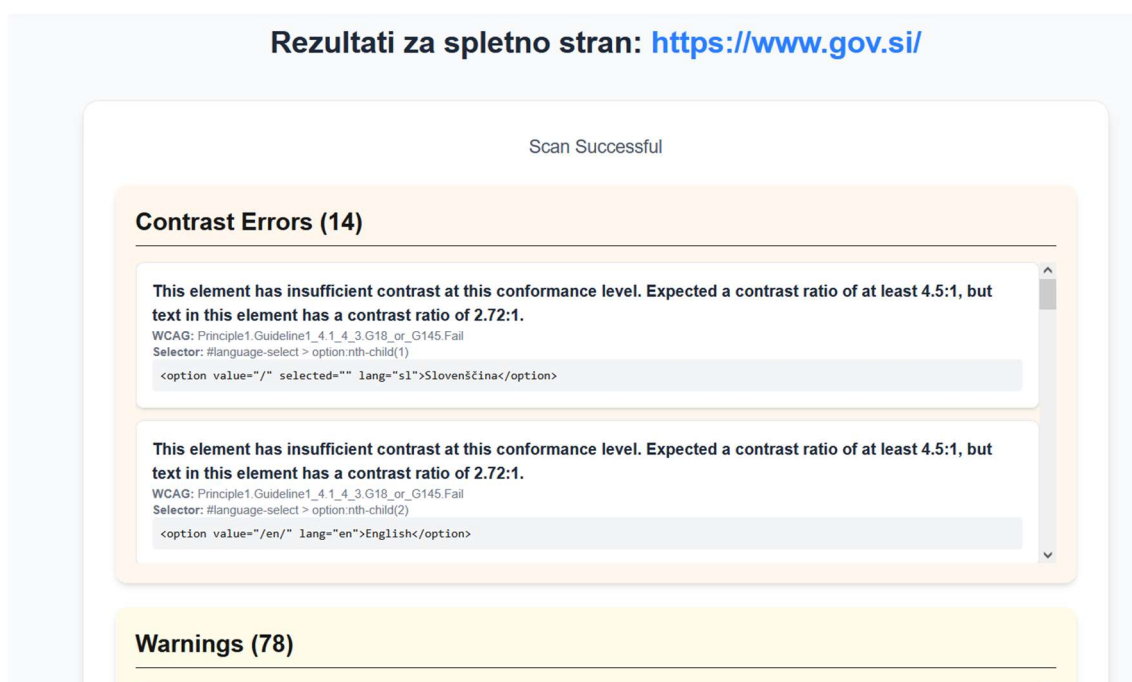 Rezultati za spletno stran: https://www.gov.si/
Scan Successful
Contrast Errors (14)
This element has insufficient contrast at this conformance level. Expected a contrast ratio of at least 4.5:1, but
text in this element has a contrast ratio of 2.72:1.
WCAG: Principle1.Guideline1_4.1_4_3.G18_or_G145.Fail
Selector: #language-select > option:nth-child(1)
<option value="/" selected="" lang="sl">Slovenščina</option>
This element has insufficient contrast at this conformance level. Expected a contrast ratio of at least 4.5:1, but
text in this element has a contrast ratio of 2.72:1.
WCAG: Principle1.Guideline1_4.1_4_3.G18_or_G145.Fail
Selector: #language-select > option:nth-child(2)
<option value="/en/" lang="en">English</option>
Warnings (78)